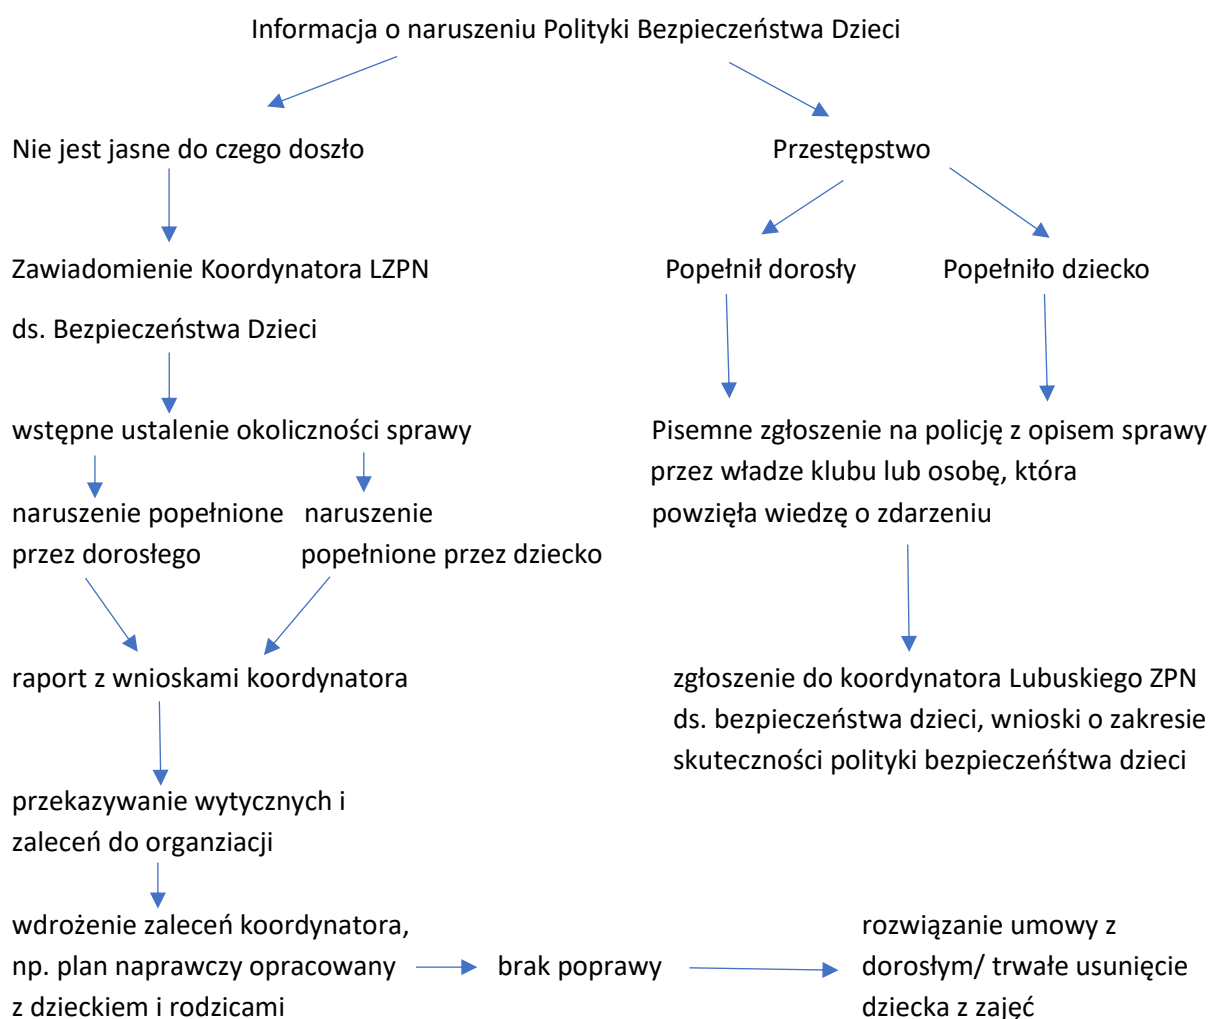 Informacja o naruszeniu Polityki Bezpieczeństwa Dzieci
Nie jest jasne do czego doszło
Przestępstwo
Zawiadomienie Koordynatora LZPN
ds. Bezpieczeństwa Dzieci
Popełnił dorosły
Popełniło dziecko
wstępne ustalenie okoliczności sprawy
naruszenie popełnione
przez dorosłego
naruszenie
popełnione przez dziecko
Pisemne zgłoszenie na policję z opisem sprawy
przez władze klubu lub osobę, która
powzięła wiedzę o zdarzeniu
raport z wnioskami koordynatora
zgłoszenie do koordynatora Lubuskiego ZPN
ds. bezpieczeństwa dzieci, wnioski o zakresie
skuteczności polityki bezpieczeńśtwa dzieci
przekazywanie wytycznych i
zaleceń do organziacji
wdrożenie zaleceń koordynatora,
np. plan naprawczy opracowany
z dzieckiem i rodzicami
brak poprawy
rozwiązanie umowy z
dorosłym/ trwałe usunięcie
dziecka z zajęć